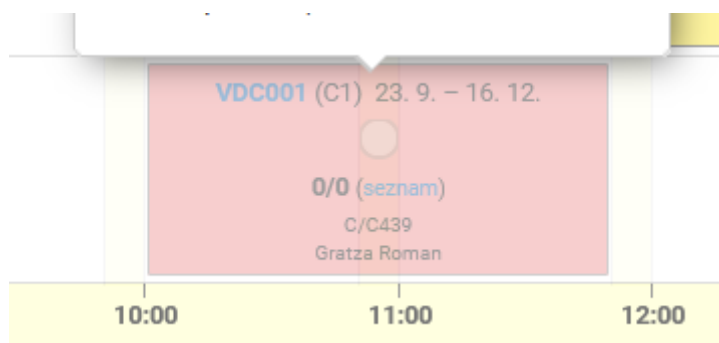 VDC001 (C1) 23. 9. – 16. 12.
0/0 (seznam)
C/C439
Gratza Roman
10:00 11:00 12:00